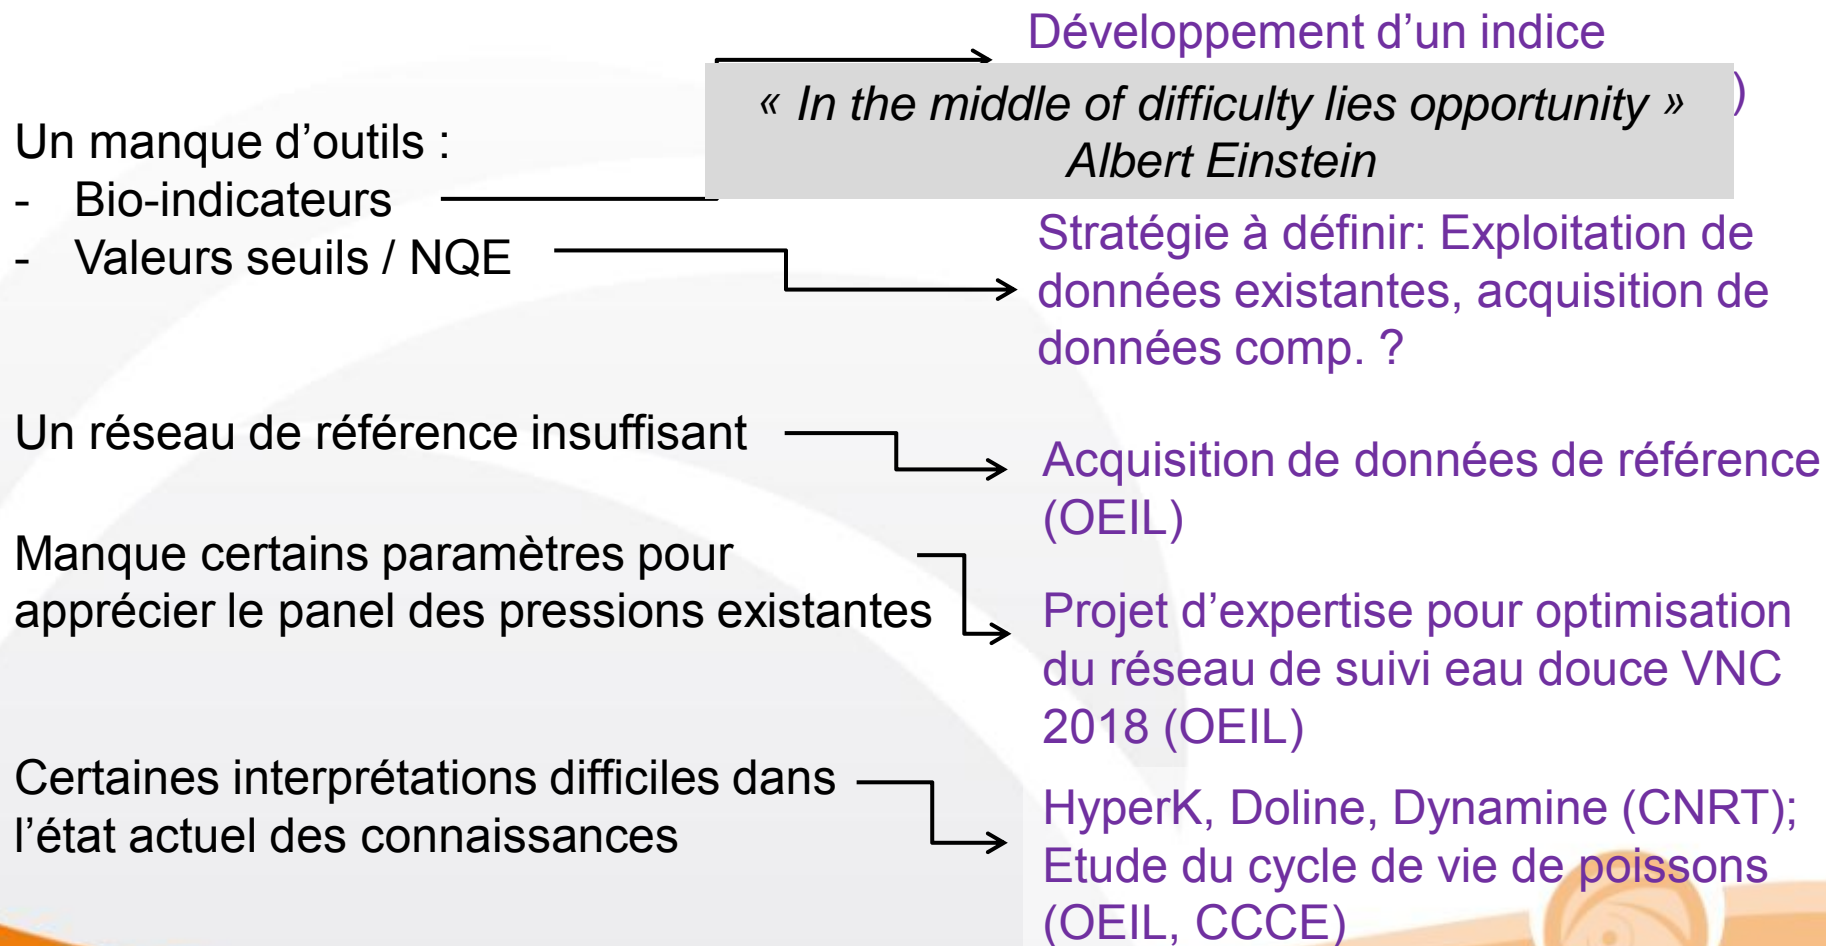 Développement d’un indice
)
« In the middle of difficulty lies opportunity »
Albert Einstein
Un manque d’outils :
- Bio-indicateurs
- Valeurs seuils / NQE
Stratégie à définir: Exploitation de
données existantes, acquisition de
données comp. ?
Un réseau de référence insuffisant
Acquisition de données de référence
(OEIL)
Manque certains paramètres pour
apprécier le panel des pressions existantes
Projet d’expertise pour optimisation
du réseau de suivi eau douce VNC
2018 (OEIL)
Certaines interprétations difficiles dans
l’état actuel des connaissances
HyperK, Doline, Dynamine (CNRT);
Etude du cycle de vie de poissons
(OEIL, CCCE)